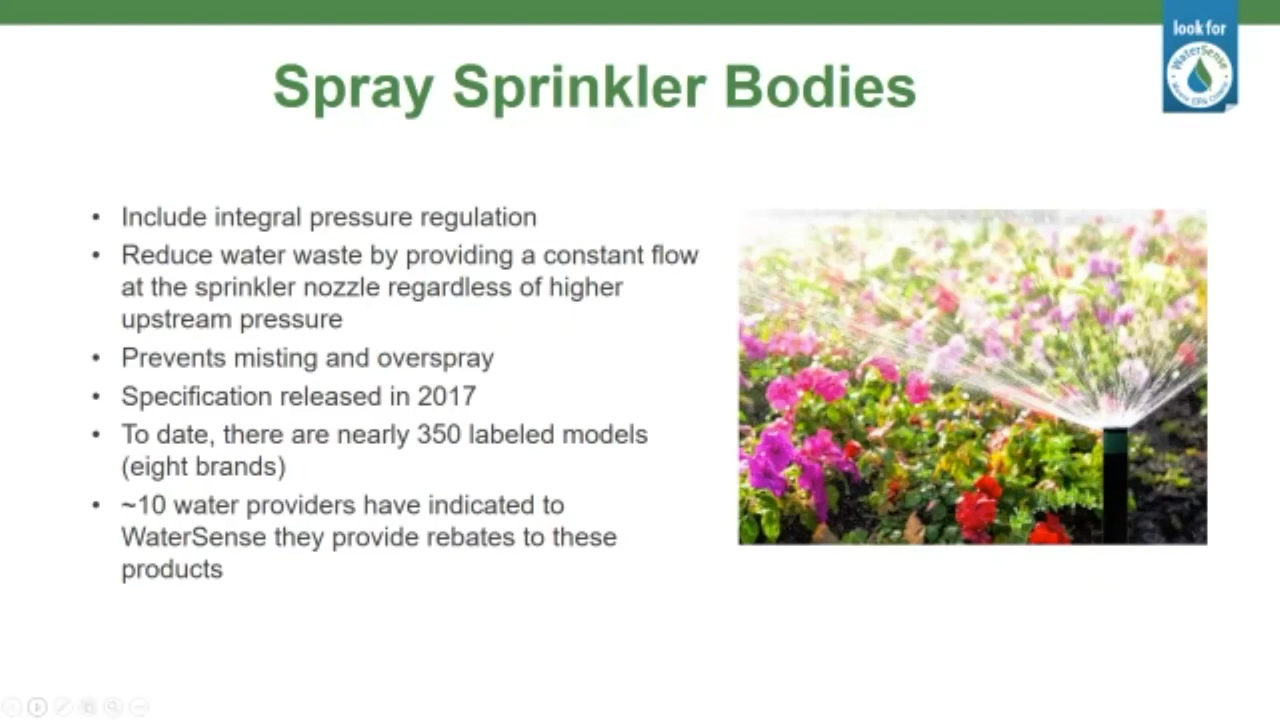 look for
WaterSense
Meets EPA Criteria
Spray Sprinkler Bodies
• Include integral pressure regulation
• Reduce water waste by providing a constant flow
at the sprinkler nozzle regardless of higher
upstream pressure
• Prevents misting and overspray
• Specification released in 2017
• To date, there are nearly 350 labeled models
(eight brands)
• ~10 water providers have indicated to
WaterSense they provide rebates to these
products